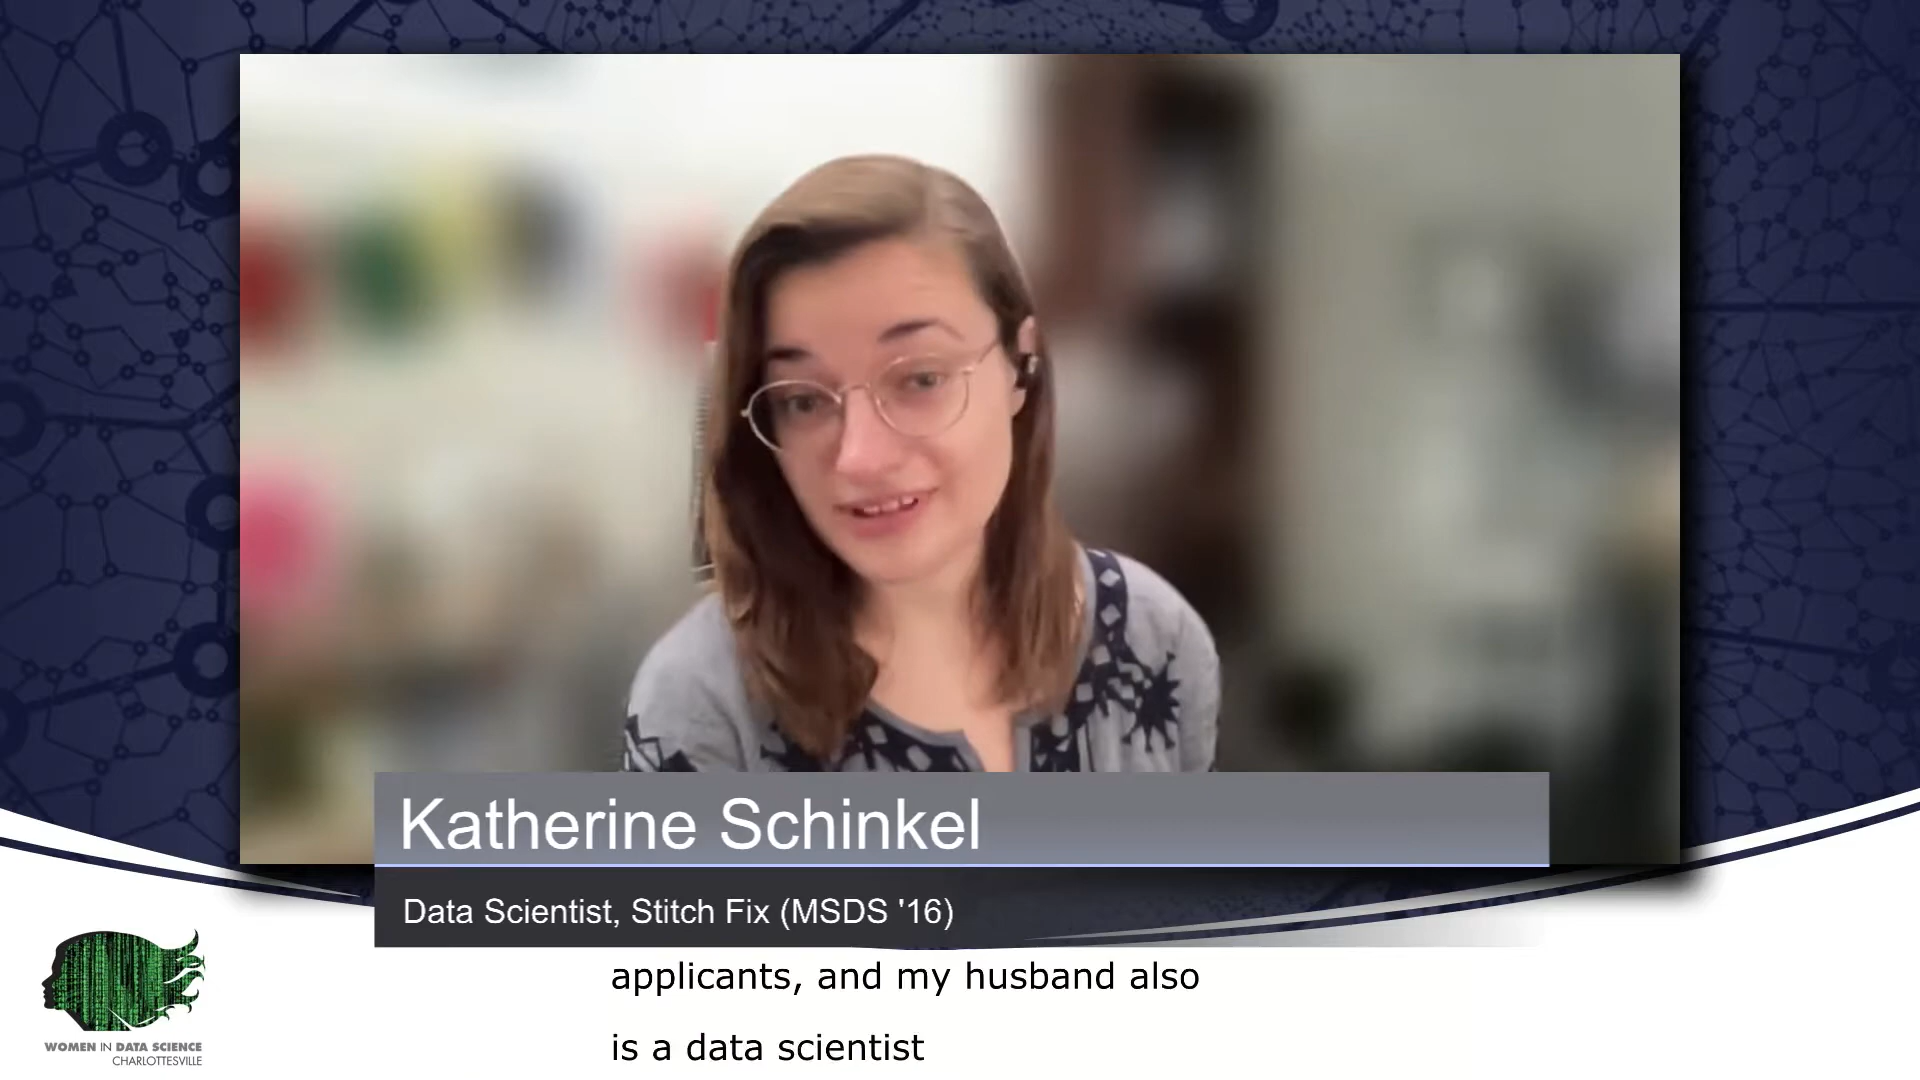 Katherine Schinkel
Data Scientist, Stitch Fix (MSDS '16)
applicants, and my husband also
is a data scientist
WOMEN IN DATA SCIENCE
CHARLOTTESVILLE